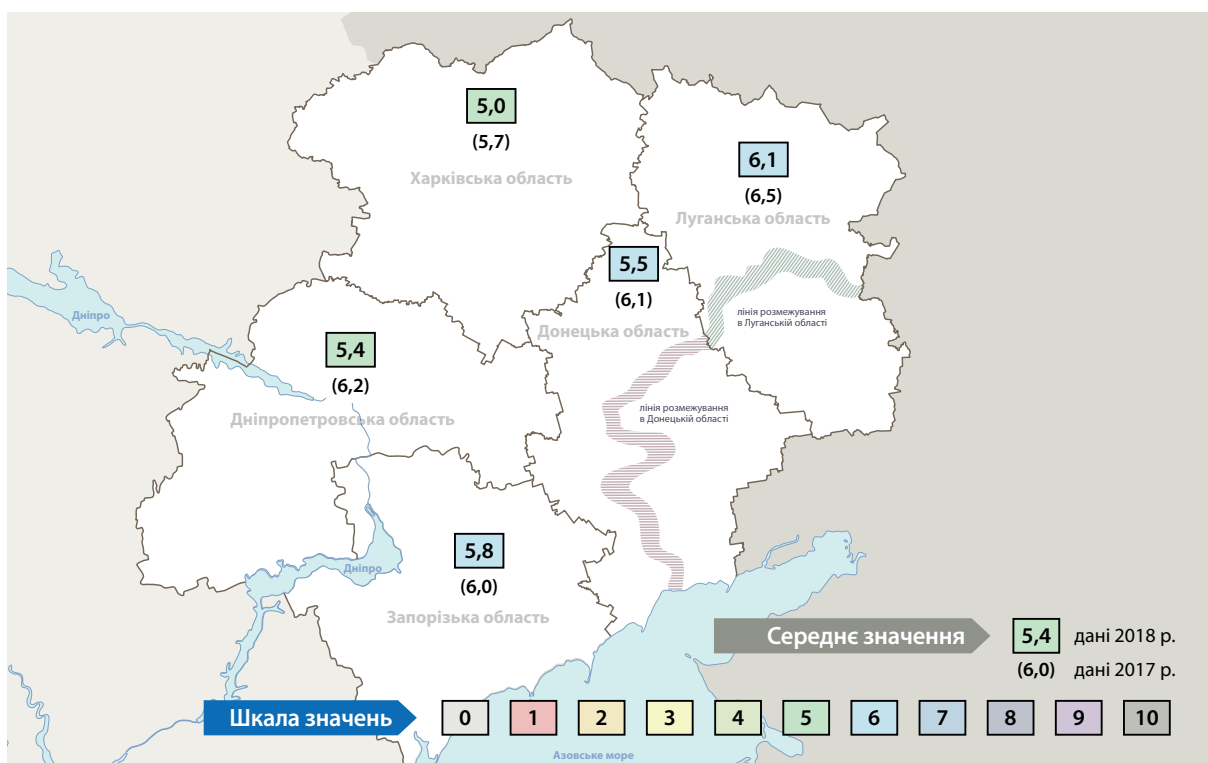 5,0
(5,7)
Харківська область
6,1
(6,5)
Луганська область
5,5
(6,1)
Донецька область
лінія розмежування
в Луганській області
Дніпро
5,4
(6,2)
Дніпропетровська область
лінія розмежування
в Донецькій області
5,8
(6,0)
Дніпро
Запорізька область
Середнє значення
5,4 дані 2018 р.
(6,0) дані 2017 р.
Шкала значень
0 1 2 3 4 5 6 7 8 9 10
Азовське море